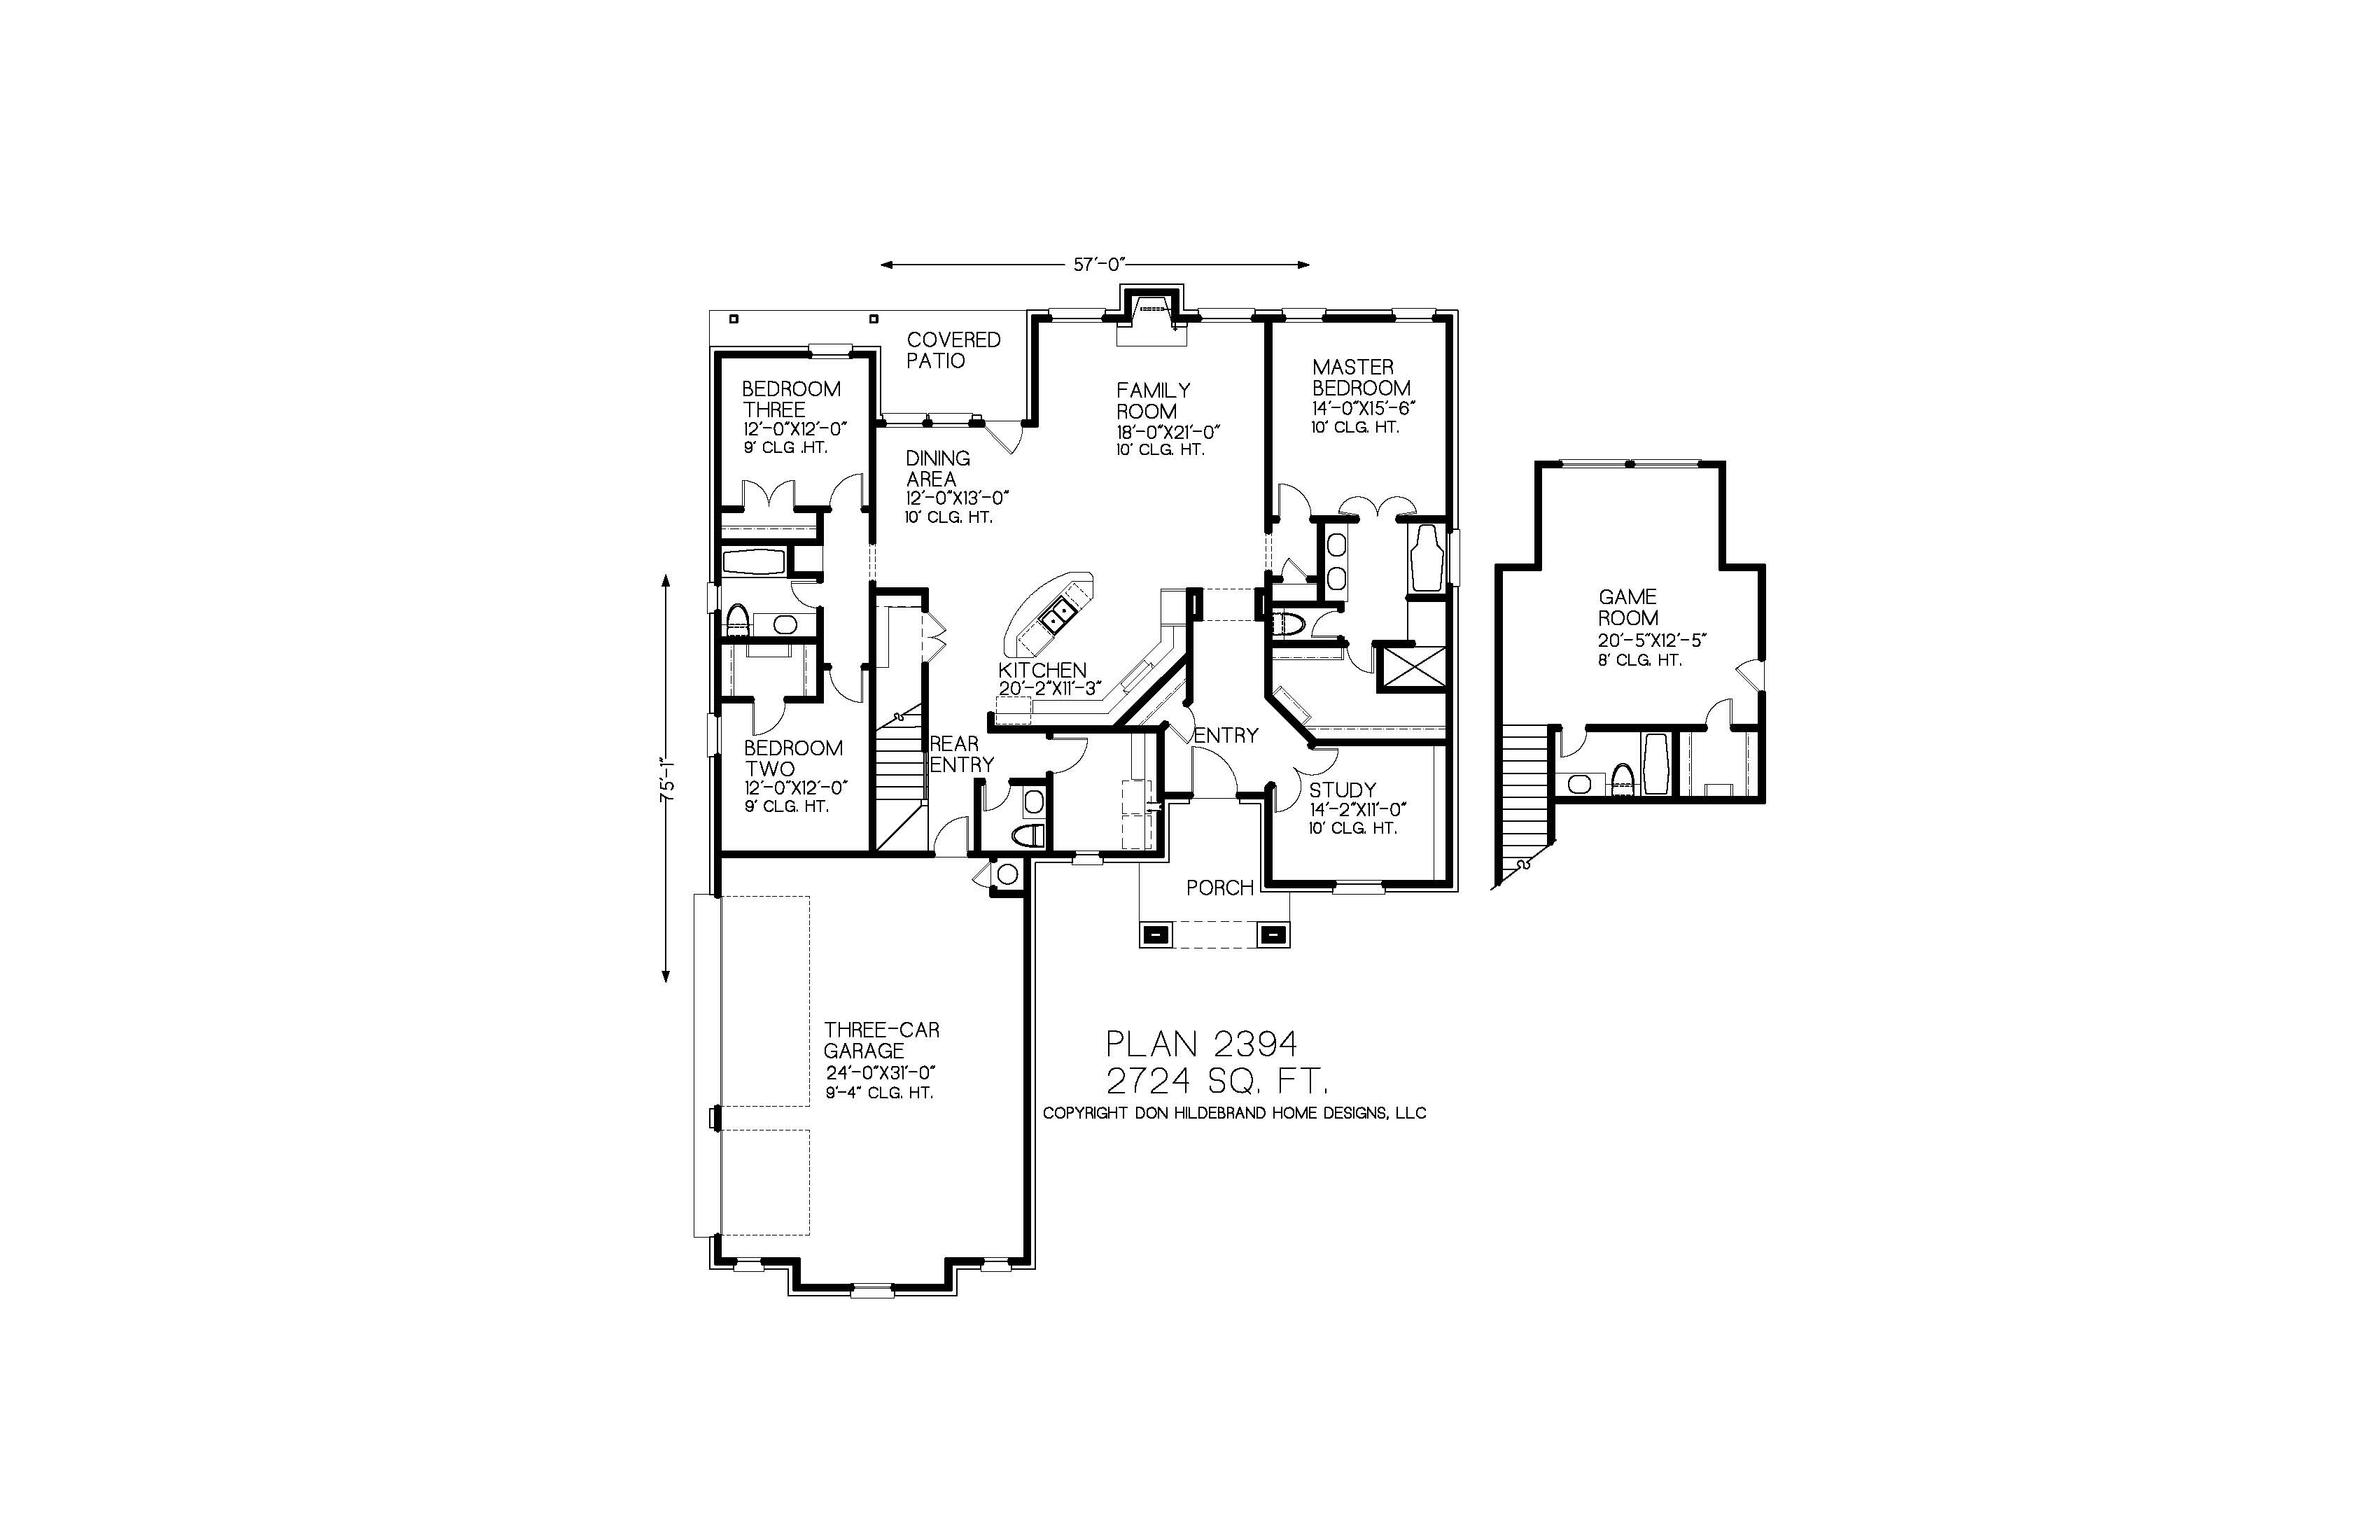 57'-0"
COVERED
PATIO
BEDROOM
THREE
12'-0"X12'-0"
9' CLG .HT.
FAMILY
ROOM
18'-0"X21'-0"
10' CLG. HT.
MASTER
BEDROOM
14'-0"X15'-6"
10' CLG. HT.
DINING
AREA
12'-0"X13'-0"
10' CLG. HT.
GAME
ROOM
20'-5"X12'-5"
8' CLG. HT.
KITCHEN
20'-2"X11'-3"
75'-1"
BEDROOM
TWO
12'-0"X12'-0"
9' CLG. HT.
REAR
ENTRY
ENTRY
STUDY
14'-2"X11'-0"
10' CLG. HT.
PORCH
THREE-CAR
GARAGE
24'-0"X31'-0"
9'-4" CLG. HT.
PLAN 2394
2724 SQ. FT.
COPYRIGHT DON HILDEBRAND HOME DESIGNS, LLC